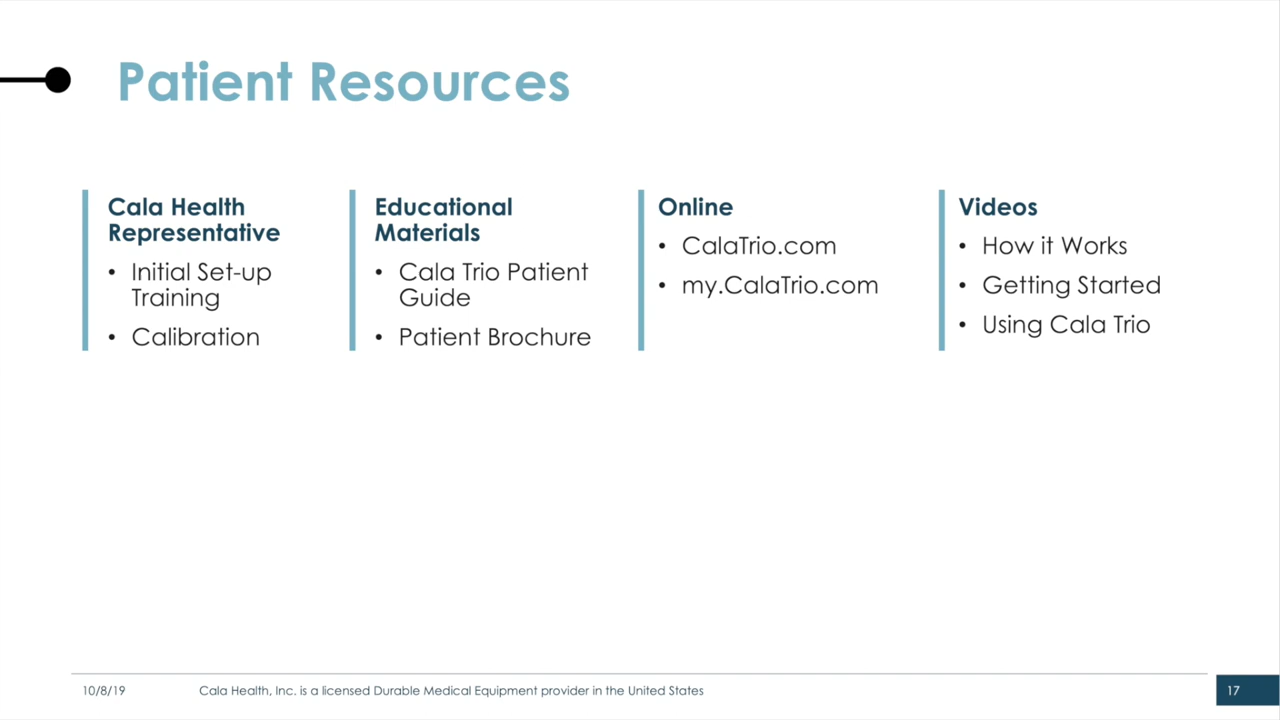 Patient Resources
Cala Health
Representative
• Initial Set-up
Training
• Calibration
Educational
Materials
• Cala Trio Patient
Guide
• Patient Brochure
Online
• CalaTrio.com
• my.CalaTrio.com
Videos
• How it Works
• Getting Started
• Using Cala Trio
10/8/19
Cala Health, Inc. is a licensed Durable Medical Equipment provider in the United States
17